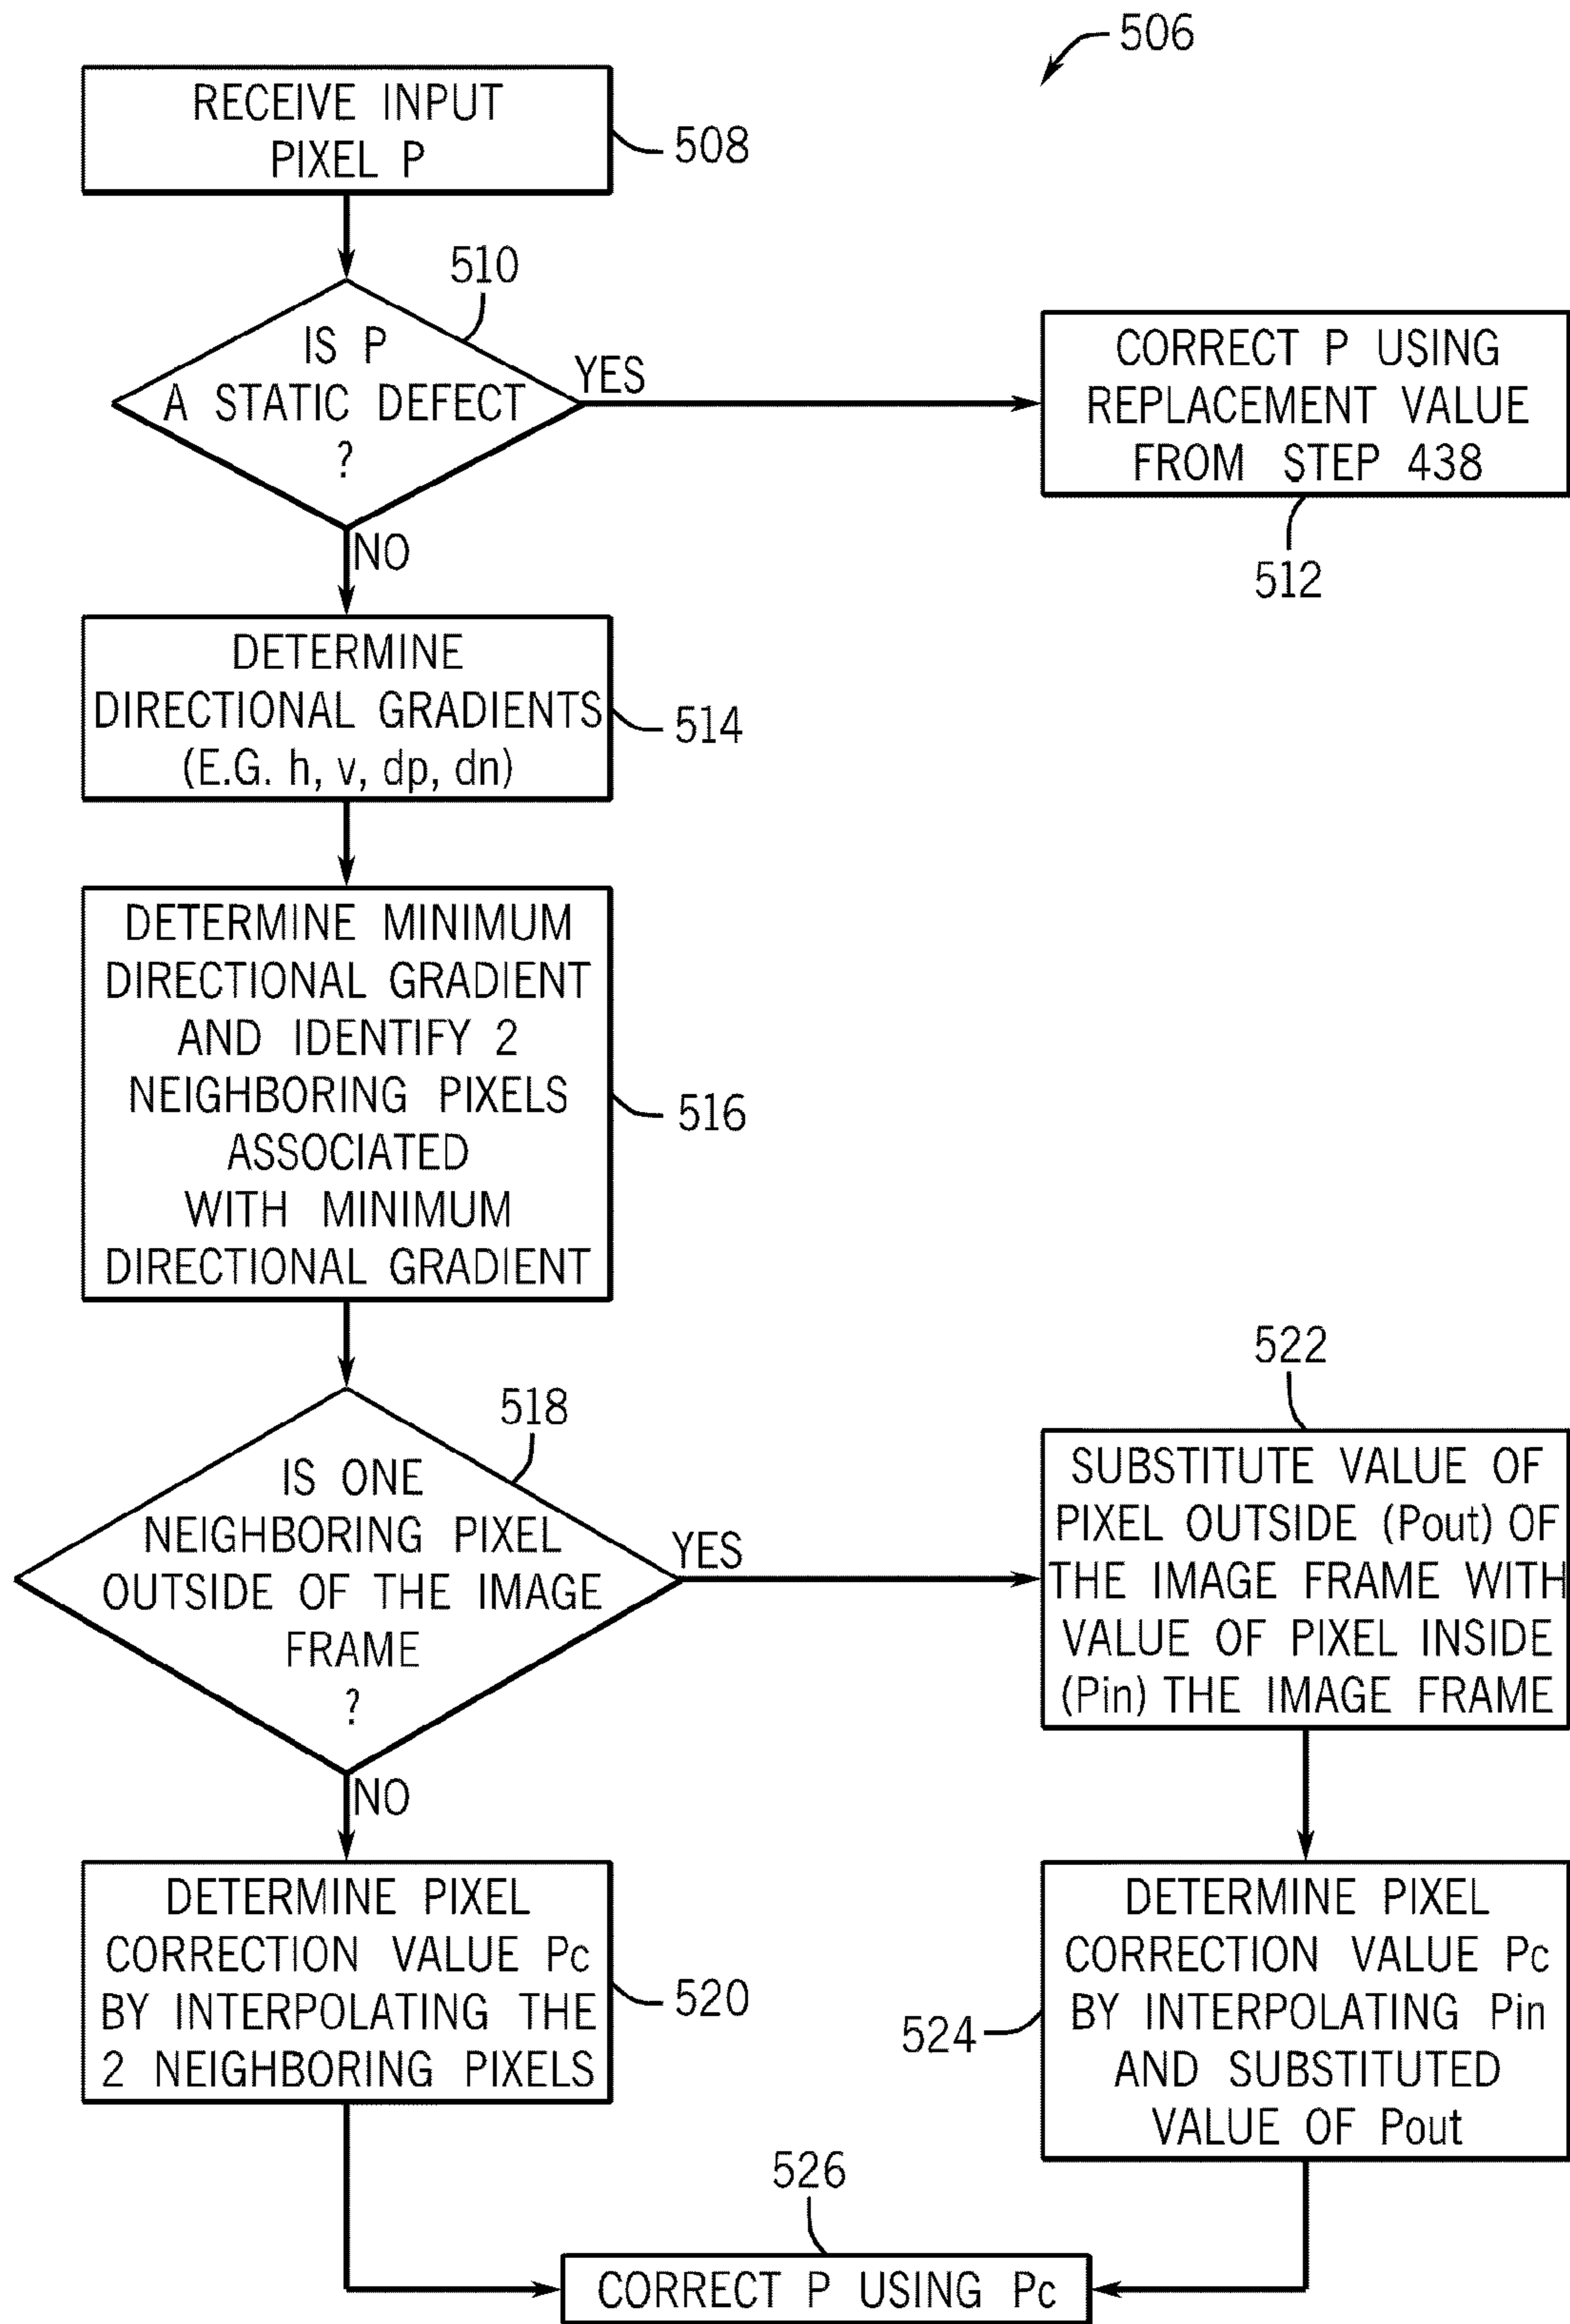 506
RECEIVE INPUT
PIXEL P
508
510
IS P
A STATIC DEFECT
?
YES
NO
CORRECT P USING
REPLACEMENT VALUE
FROM STEP 438
512
DETERMINE
DIRECTIONAL GRADIENTS
(E.G. h, v, dp, dn)
514
DETERMINE MINIMUM
DIRECTIONAL GRADIENT
AND IDENTIFY 2
NEIGHBORING PIXELS
ASSOCIATED
WITH MINIMUM
DIRECTIONAL GRADIENT
516
518
IS ONE
NEIGHBORING PIXEL
OUTSIDE OF THE IMAGE
FRAME
?
YES
NO
522
SUBSTITUTE VALUE OF
PIXEL OUTSIDE (Pout) OF
THE IMAGE FRAME WITH
VALUE OF PIXEL INSIDE
(Pin) THE IMAGE FRAME
DETERMINE PIXEL
CORRECTION VALUE Pc
BY INTERPOLATING THE
2 NEIGHBORING PIXELS
520
524
DETERMINE PIXEL
CORRECTION VALUE Pc
BY INTERPOLATING Pin
AND SUBSTITUTED
VALUE OF Pout
526
CORRECT P USING Pc